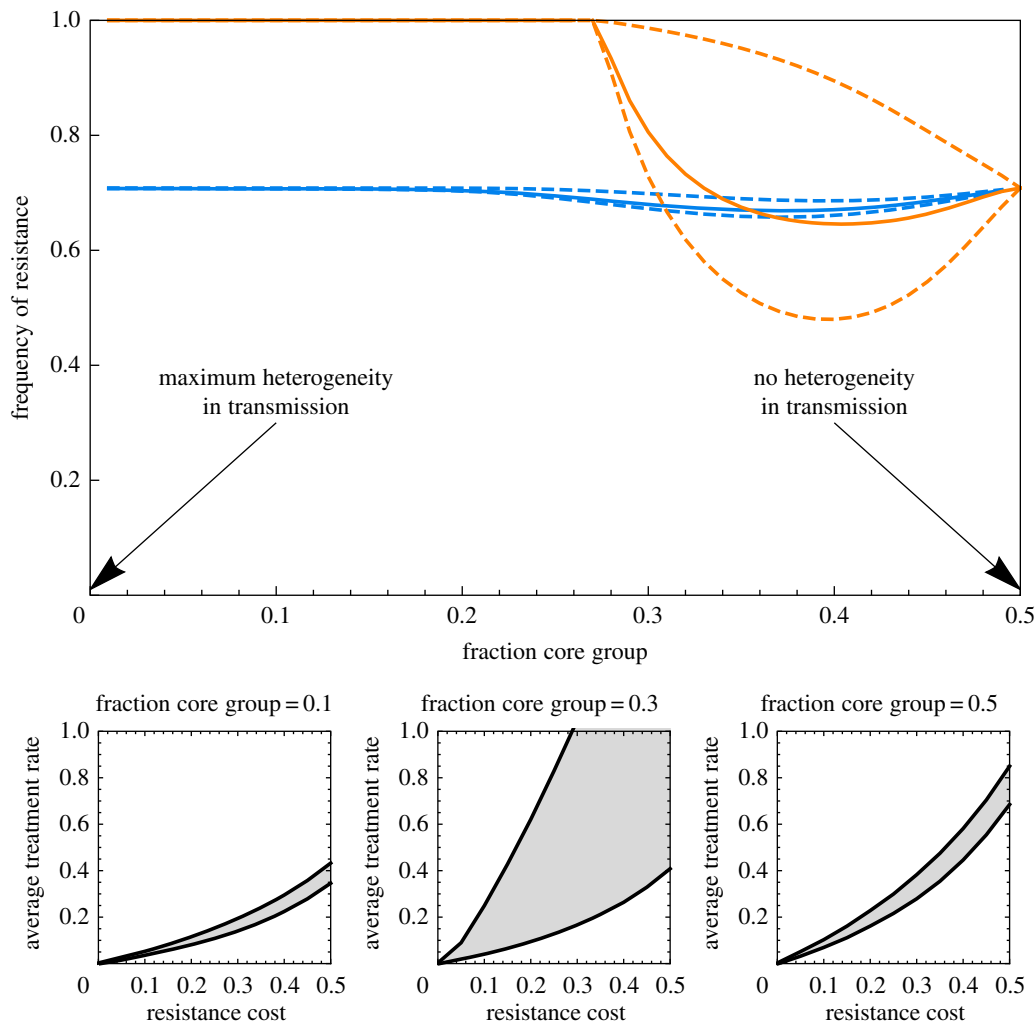 1.0
0.8
0.6
0.4
0.2
frequency of resistance
maximum heterogeneity
in transmission
no heterogeneity
in transmission
0 0.1 0.2 0.3 0.4 0.5
fraction core group
fraction core group = 0.1
1.0
0.8
0.6
0.4
0.2
average treatment rate
0 0.1 0.2 0.3 0.4 0.5
resistance cost
fraction core group = 0.3
1.0
0.8
0.6
0.4
0.2
average treatment rate
0 0.1 0.2 0.3 0.4 0.5
resistance cost
fraction core group = 0.5
1.0
0.8
0.6
0.4
0.2
average treatment rate
0 0.1 0.2 0.3 0.4 0.5
resistance cost